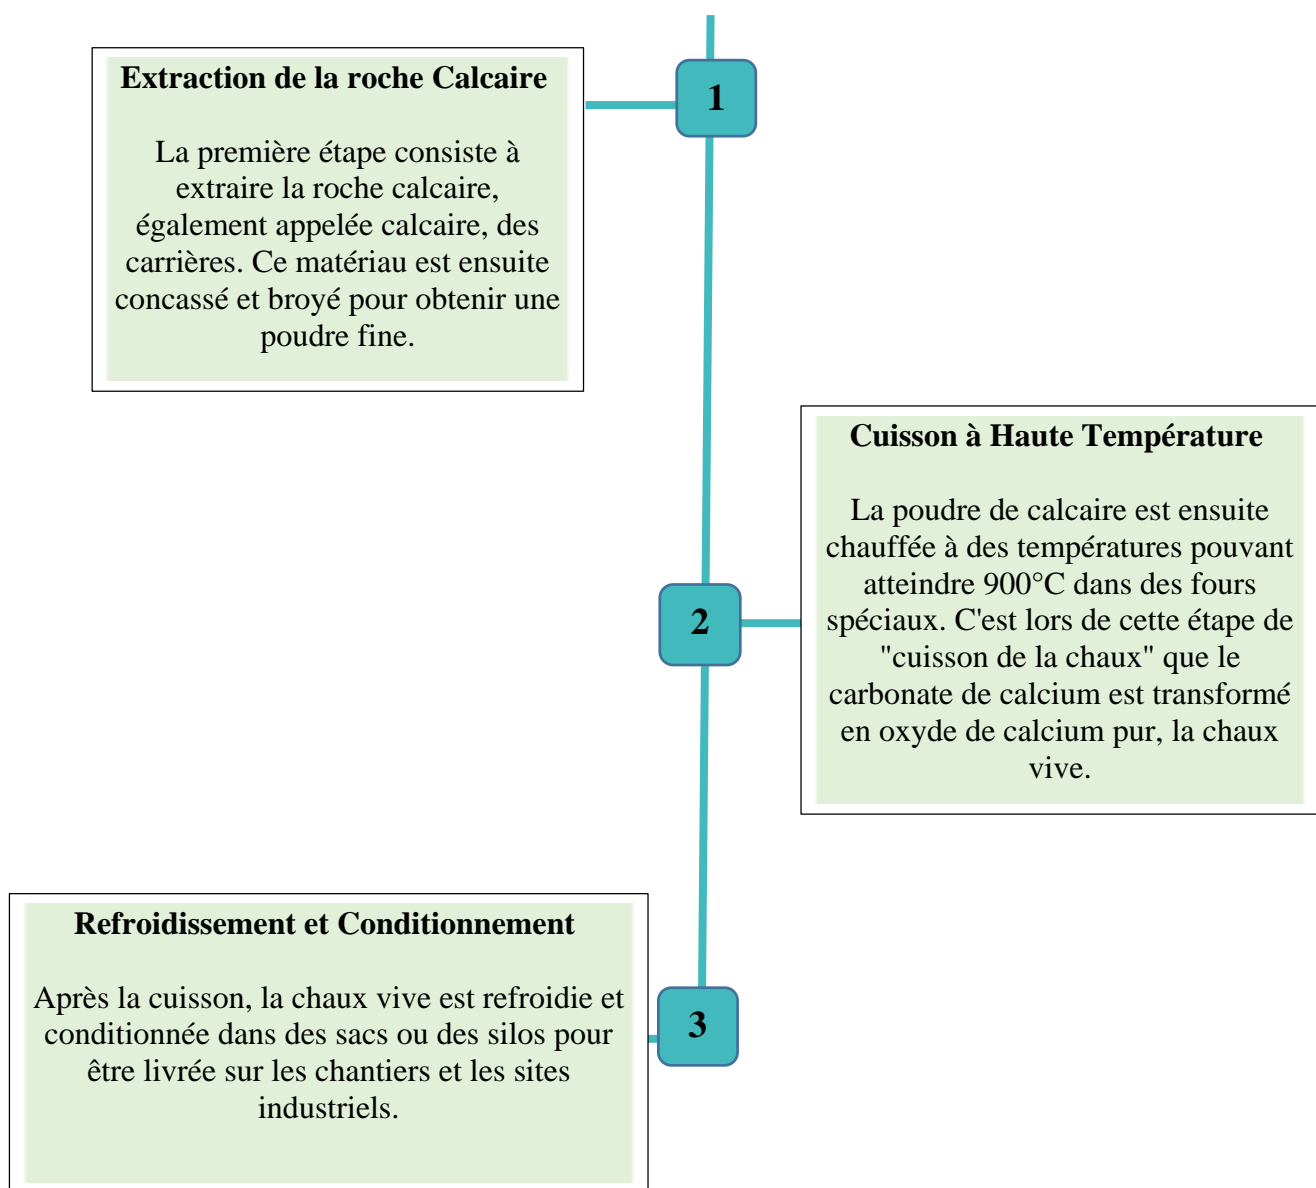 Extraction de la roche Calcaire
1
La première étape consiste à
extraire la roche calcaire,
également appelée calcaire, des
carrières. Ce matériau est ensuite
concassé et broyé pour obtenir une
poudre fine.
Cuisson à Haute Température
2
La poudre de calcaire est ensuite
chauffée à des températures pouvant
atteindre 900°C dans des fours
spéciaux. C'est lors de cette étape de
"cuisson de la chaux" que le
carbonate de calcium est transformé
en oxyde de calcium pur, la chaux
vive.
Refroidissement et Conditionnement
3
Après la cuisson, la chaux vive est refroidie et
conditionnée dans des sacs ou des silos pour
être livrée sur les chantiers et les sites
industriels.